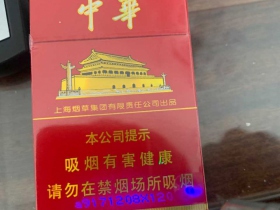 中華
上海烟草集团有限责任公司出品
本公司提示
吸烟有害健康
请勿在禁烟场所吸烟